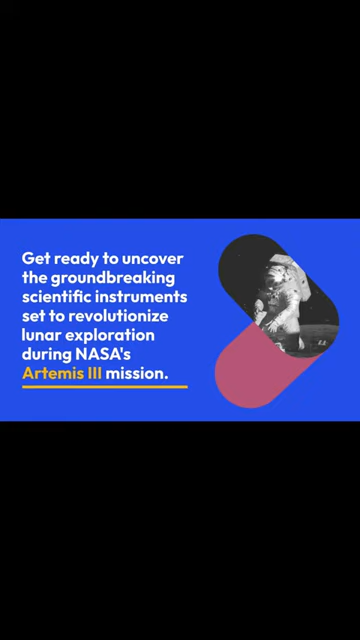 Get ready to uncover
the groundbreaking
scientific instruments
set to revolutionize
lunar exploration
during NASA's
Artemis III mission.